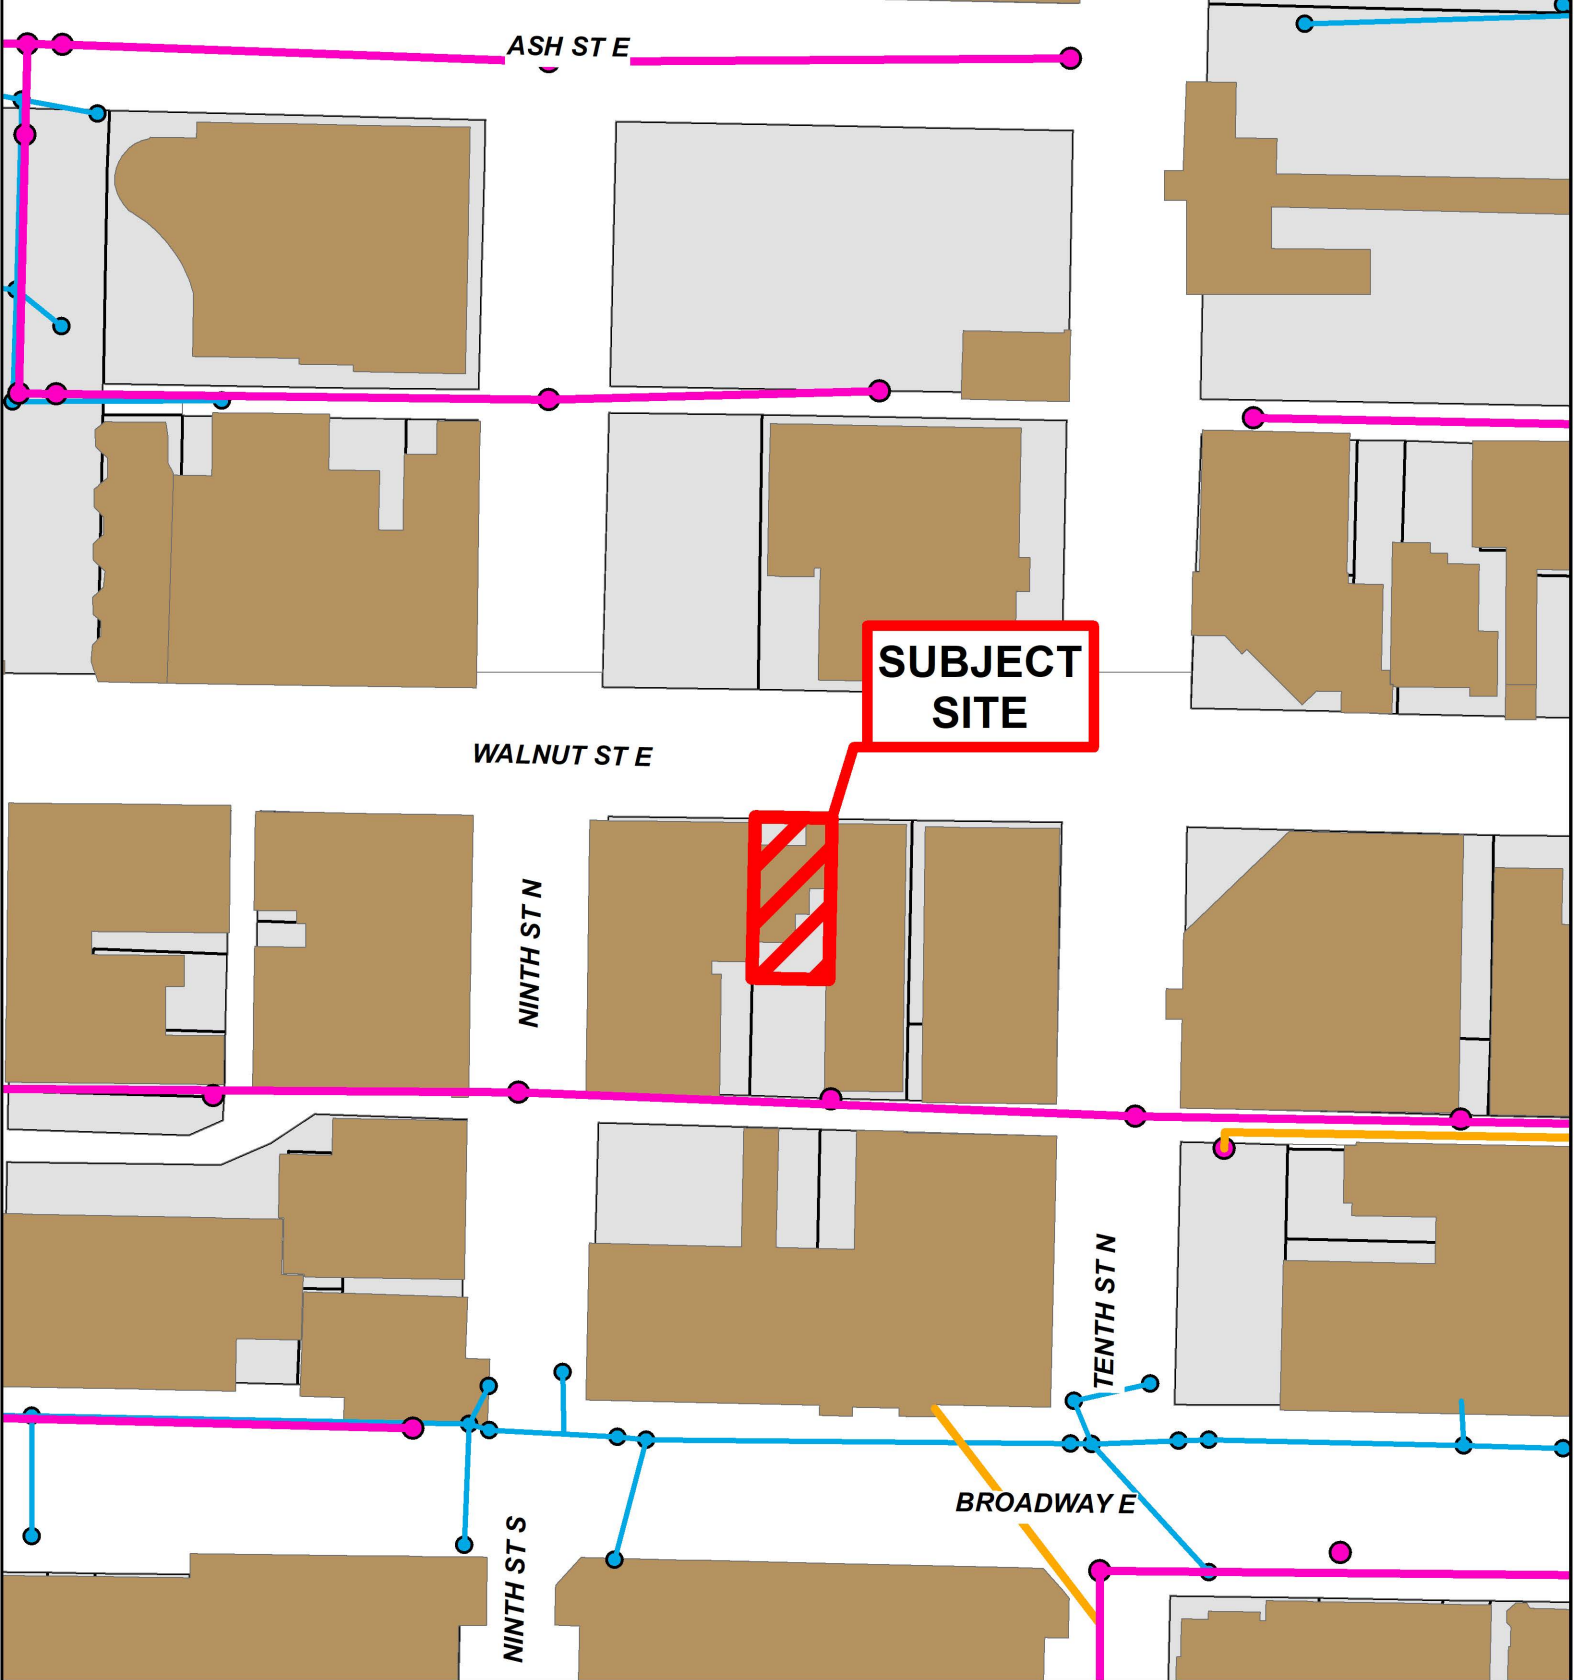 ASH ST E
SUBJECT
SITE
WALNUT ST E
NINTH ST N
TENTH ST N
BROADWAY E
NINTH ST S